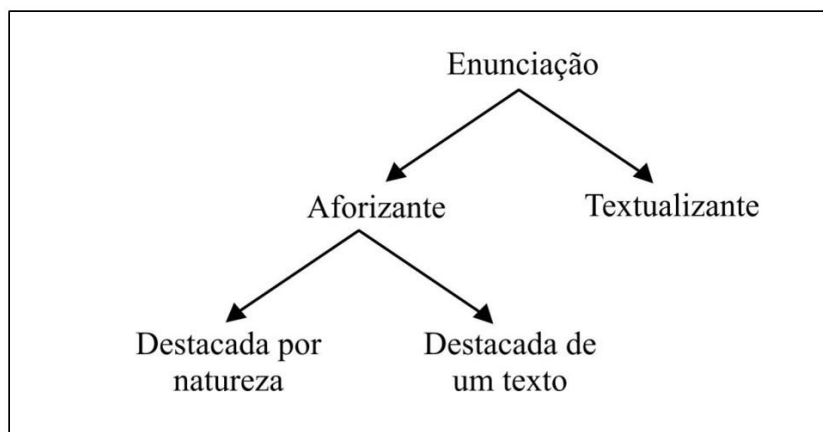 Enunciação
Aforizante
Textualizante
Destacada por
natureza
Destacada de
um texto